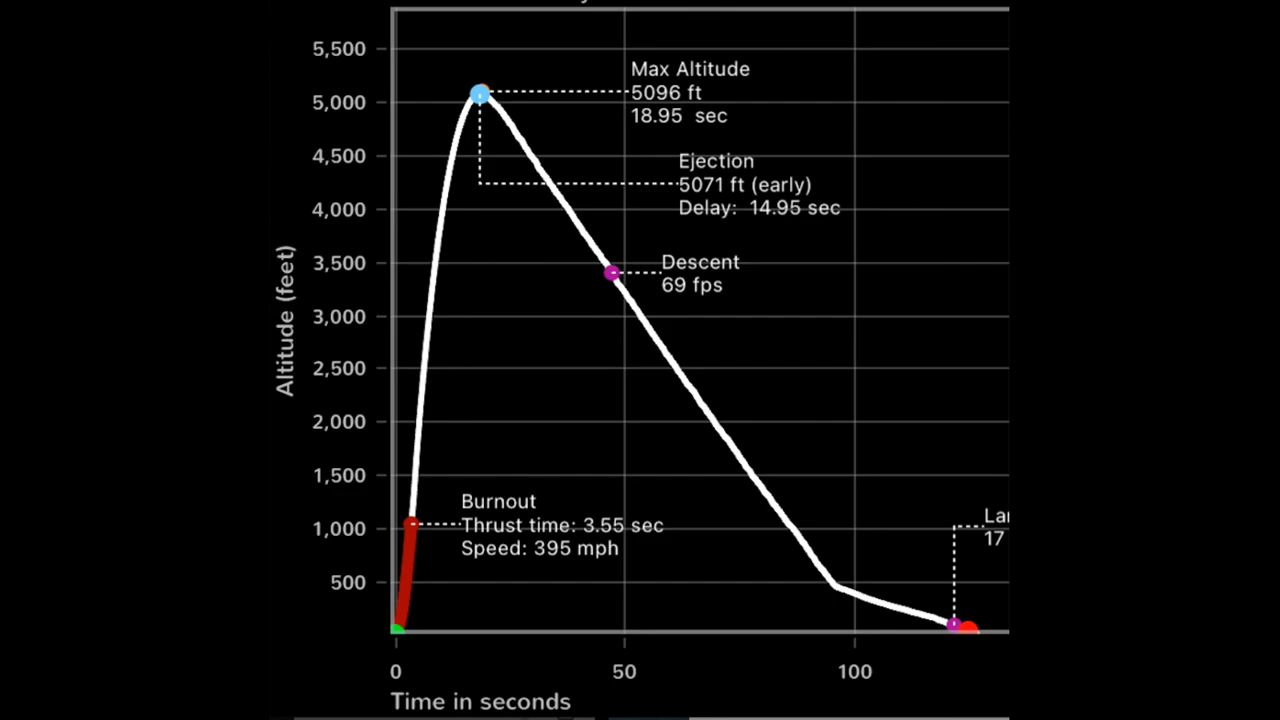 5,500
5,000
4,500
4,000
3,500
3,000
2,500
2,000
1,500
1,000
500
Altitude (feet)
Max Altitude
5096 ft
18.95 sec
Ejection
5071 ft (early)
Delay: 14.95 sec
Descent
69 fps
Burnout
Thrust time: 3.55 sec
Speed: 395 mph
17
0
50
100
Time in seconds